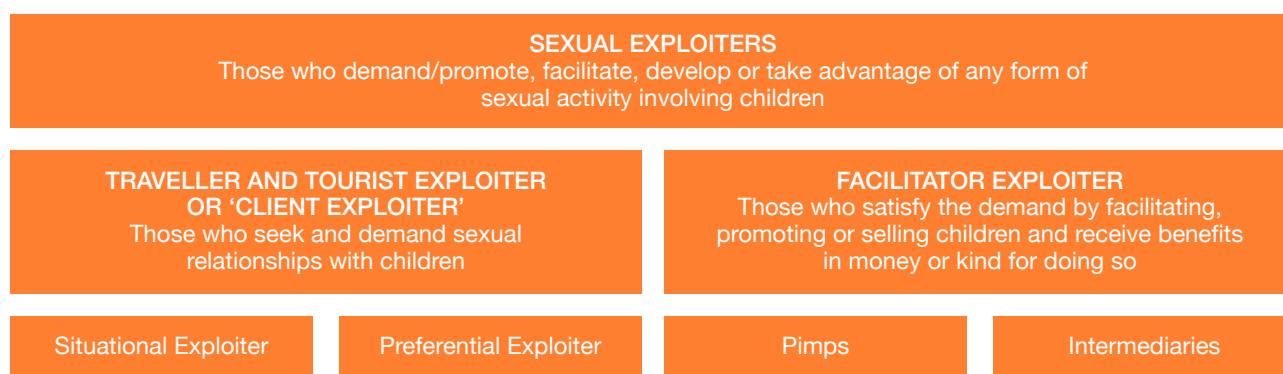 SEXUAL EXPLOITERS
Those who demand/promote, facilitate, develop or take advantage of any form of
sexual activity involving children
TRAVELLER AND TOURIST EXPLOITER
OR ‘CLIENT EXPLOITER’
Those who seek and demand sexual
relationships with children
FACILITATOR EXPLOITER
Those who satisfy the demand by facilitating,
promoting or selling children and receive benefits
in money or kind for doing so
Situational Exploiter
Preferential Exploiter
Pimps
Intermediaries